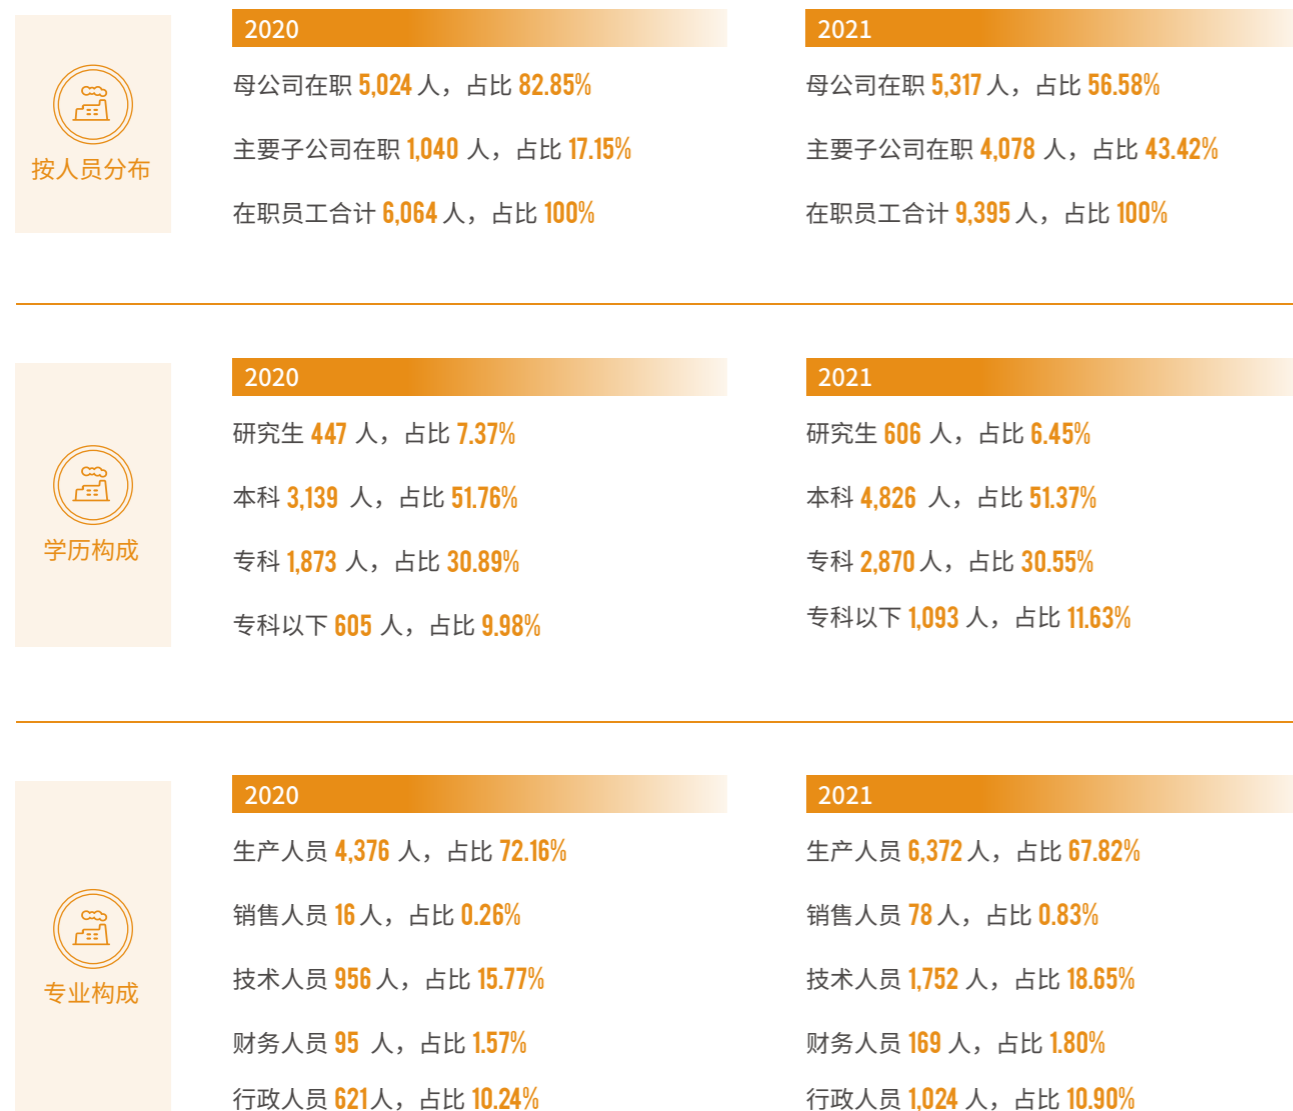 按人员分布
2020
母公司在职 5,024 人，占比 82.85%
主要子公司在职 1,040 人，占比 17.15%
在职员工合计 6,064 人，占比 100%
2021
母公司在职 5,317 人，占比 56.58%
主要子公司在职 4,078 人，占比 43.42%
在职员工合计 9,395 人，占比 100%
学历构成
2020
研究生 447 人，占比 7.37%
本科 3,139 人，占比 51.76%
专科 1,873 人，占比 30.89%
专科以下 605 人，占比 9.98%
2021
研究生 606 人，占比 6.45%
本科 4,826 人，占比 51.37%
专科 2,870 人，占比 30.55%
专科以下 1,093 人，占比 11.63%
专业构成
2020
生产人员 4,376 人，占比 72.16%
销售人员 16 人，占比 0.26%
技术人员 956 人，占比 15.77%
财务人员 95 人，占比 1.57%
行政人员 621 人，占比 10.24%
2021
生产人员 6,372 人，占比 67.82%
销售人员 78 人，占比 0.83%
技术人员 1,752 人，占比 18.65%
财务人员 169 人，占比 1.80%
行政人员 1,024 人，占比 10.90%